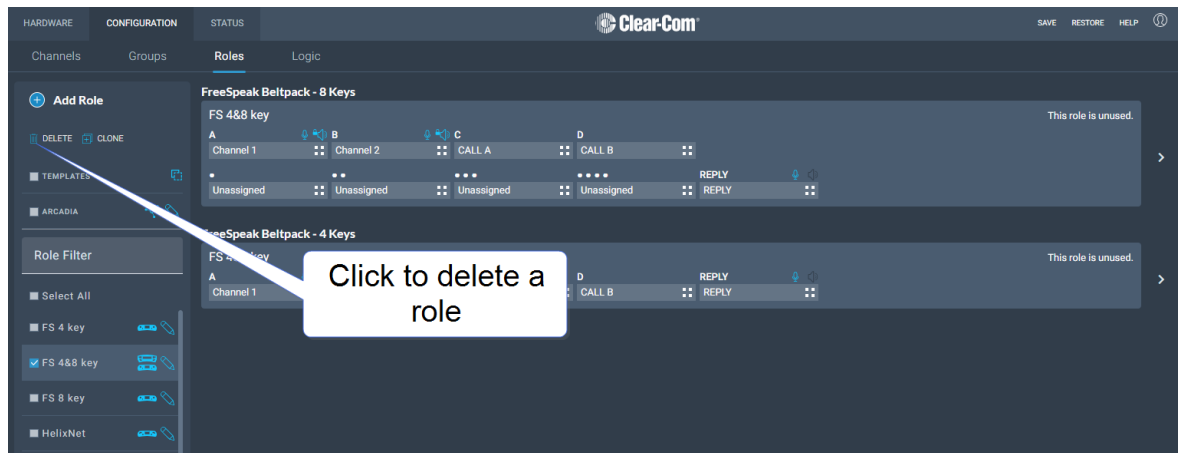 HARDWARE CONFIGURATION STATUS Clear-Com® SAVE RESTORE HELP
Channels Groups Roles Logic
Add Role
DELETE CLONE
TEMPLATES
ARCADIA
Role Filter
Select All
FS 4 key
FS 4&8 key
FS 8 key
HelixNet
FreeSpeak Beltpack - 8 Keys
FS 4&8 key This role is unused.
A B C D
Channel 1 Channel 2 CALL A CALL B
REPLY
Unassigned Unassigned Unassigned Unassigned REPLY
FreeSpeak Beltpack - 4 Keys
FS 4 key This role is unused.
A D REPLY
Channel 1 CALL B REPLY
Click to delete a
role